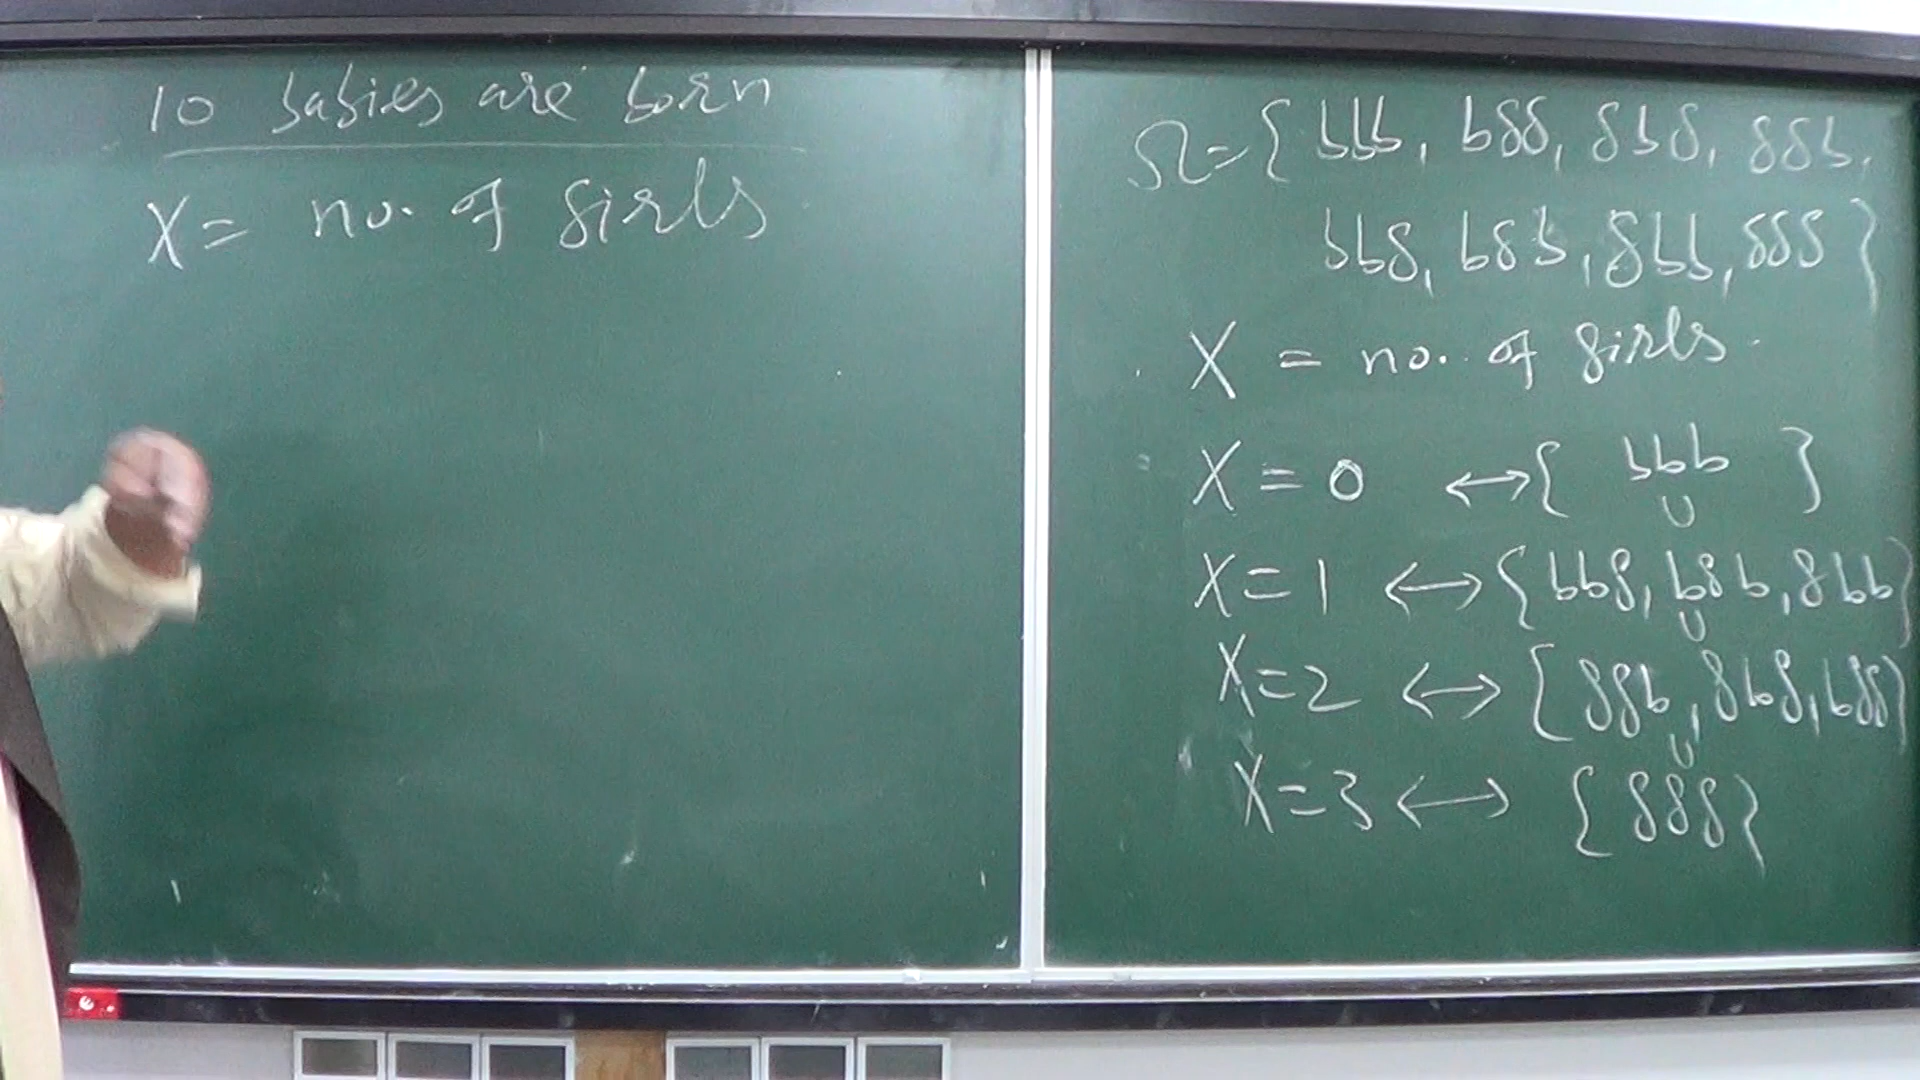 10 babies are born
X = no. of girls
Ω = { bbb, bgg, gbg, ggb,
bbg, bgb, gbb, ggg }
X = no. of girls.
X = 0 ↔ { bbb }
∪
X = 1 ↔ { bbg, bgb, gbb }
∪
X = 2 ↔ { ggb, gbg, bgg }
∪
X = 3 ↔ { ggg }